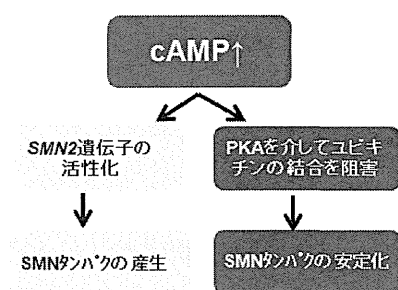 cAMP↑
SMN2遺伝子の
活性化
PKAを介してユビキ
チンの結合を阻害
SMNタンパクの産生
SMNタンパクの安定化